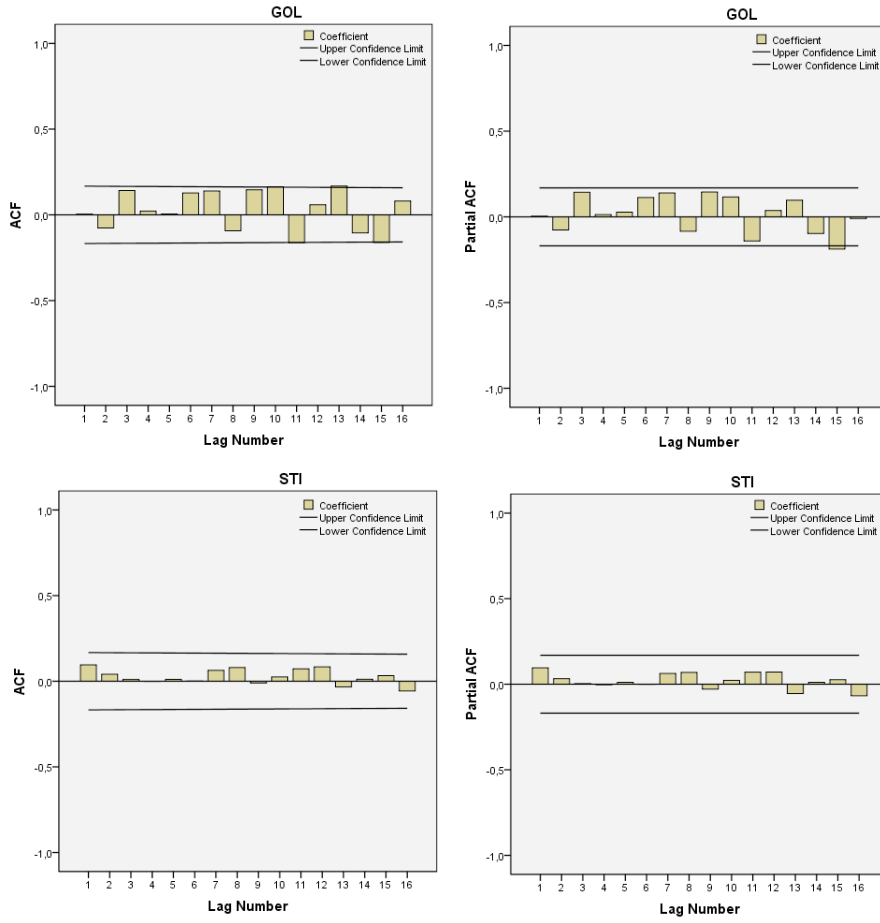 GOL
Coefficient
Upper Confidence Limit
Lower Confidence Limit
1,0
0,5
0,0
-0,5
-1,0
ACF
1 2 3 4 5 6 7 8 9 10 11 12 13 14 15 16
Lag Number
GOL
Coefficient
Upper Confidence Limit
Lower Confidence Limit
1,0
0,5
0,0
-0,5
-1,0
Partial ACF
1 2 3 4 5 6 7 8 9 10 11 12 13 14 15 16
Lag Number
STI
Coefficient
Upper Confidence Limit
Lower Confidence Limit
1,0
0,5
0,0
-0,5
-1,0
ACF
1 2 3 4 5 6 7 8 9 10 11 12 13 14 15 16
Lag Number
STI
Coefficient
Upper Confidence Limit
Lower Confidence Limit
1,0
0,5
0,0
-0,5
-1,0
Partial ACF
1 2 3 4 5 6 7 8 9 10 11 12 13 14 15 16
Lag Number